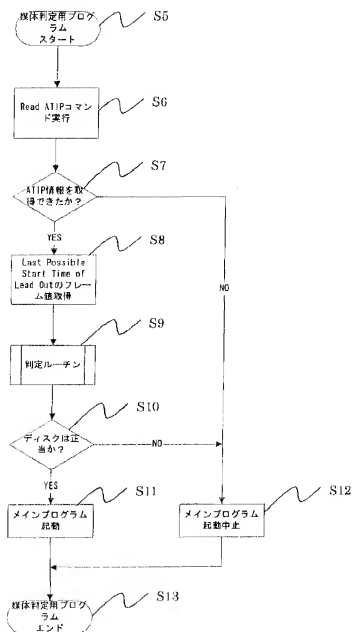 媒体判定用プログ
ラム
スタート
S5
Read ATIPコマン
ド実行
S6
ATIP情報を取
得できたか？
S7
YES
NO
Last Possible
Start Time of
Lead Outのフレー
ム値取得
S8
判定ルーチン
S9
ディスクは正
当か？
S10
NO
YES
メインプログラム
起動
S11
メインプログラム
起動中止
S12
媒体判定用プログ
ラム
エンド
S13